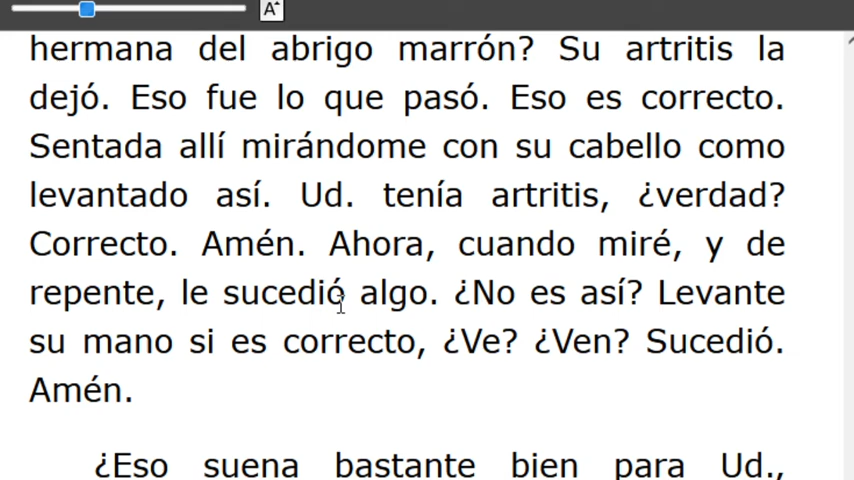 A
hermana del abrigo marrón? Su artritis la
dejó. Eso fue lo que pasó. Eso es correcto.
Sentada allí mirándome con su cabello como
levantado así. Ud. tenía artritis, ¿verdad?
Correcto. Amén. Ahora, cuando miré, y de
repente, le sucedió algo. ¿No es así? Levante
su mano si es correcto, ¿Ve? ¿Ven? Sucedió.
Amén.
¿Eso suena bastante bien para Ud.,